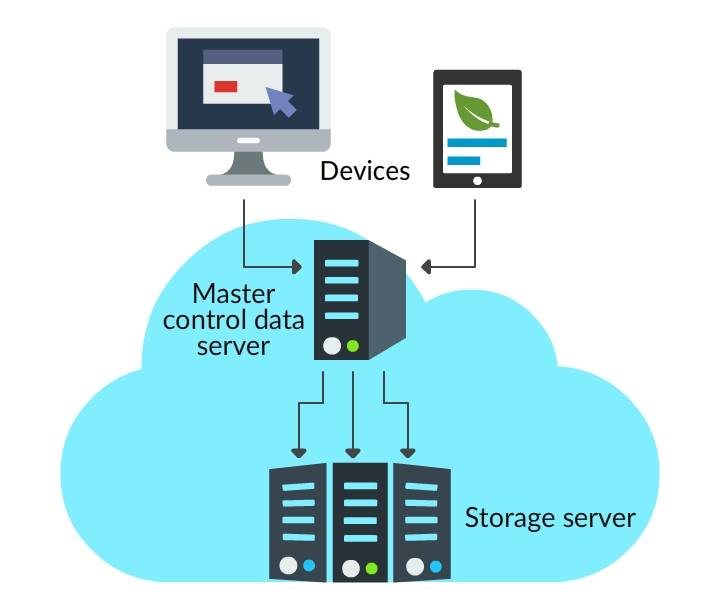 Devices
Master
control data
server
Storage server